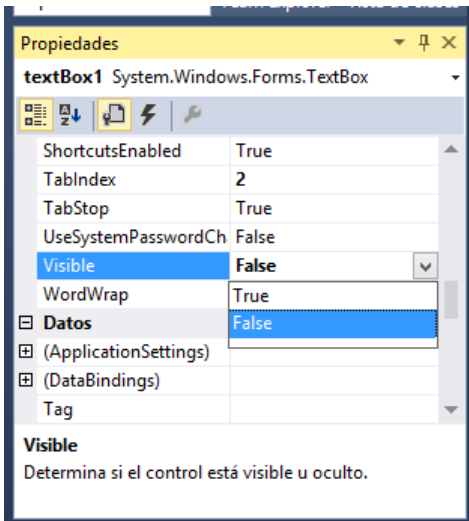 Propiedades
textBox1 System.Windows.Forms.TextBox
ShortcutsEnabled True
TabIndex 2
TabStop True
UseSystemPasswordCh False
Visible False
WordWrap True
Datos False
(ApplicationSettings)
(DataBindings)
Tag
Visible
Determina si el control está visible u oculto.